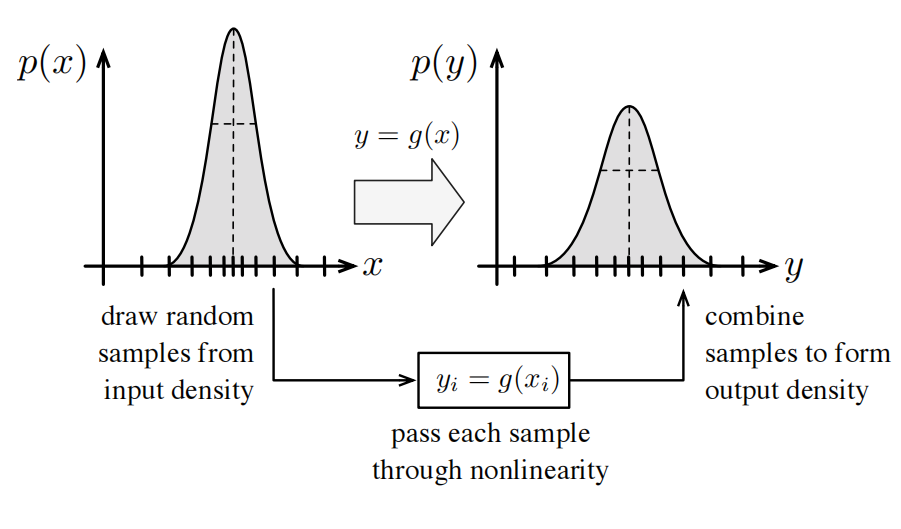 p(x)
x
y = g(x)
p(y)
y
draw random
samples from
input density
y_i = g(x_i)
pass each sample
through nonlinearity
combine
samples to form
output density